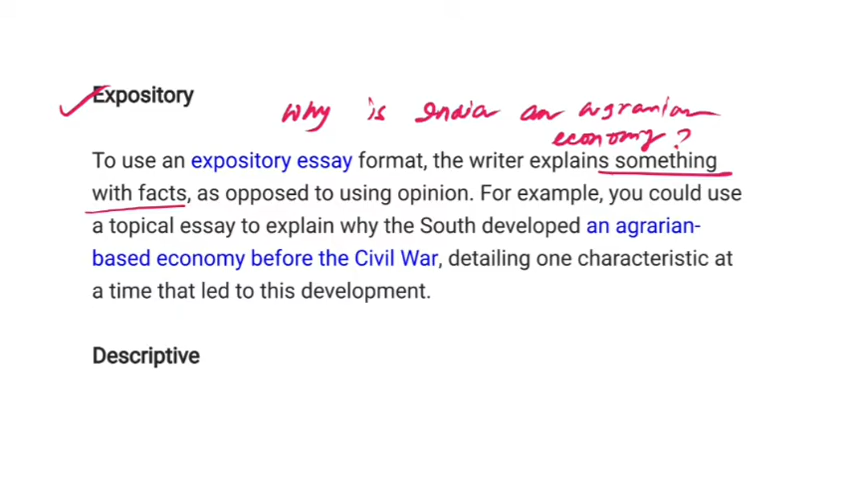 Expository
Why is India an agranian
economy?
To use an expository essay format, the writer explains something
with facts, as opposed to using opinion. For example, you could use
a topical essay to explain why the South developed an agrarian-
based economy before the Civil War, detailing one characteristic at
a time that led to this development.
Descriptive